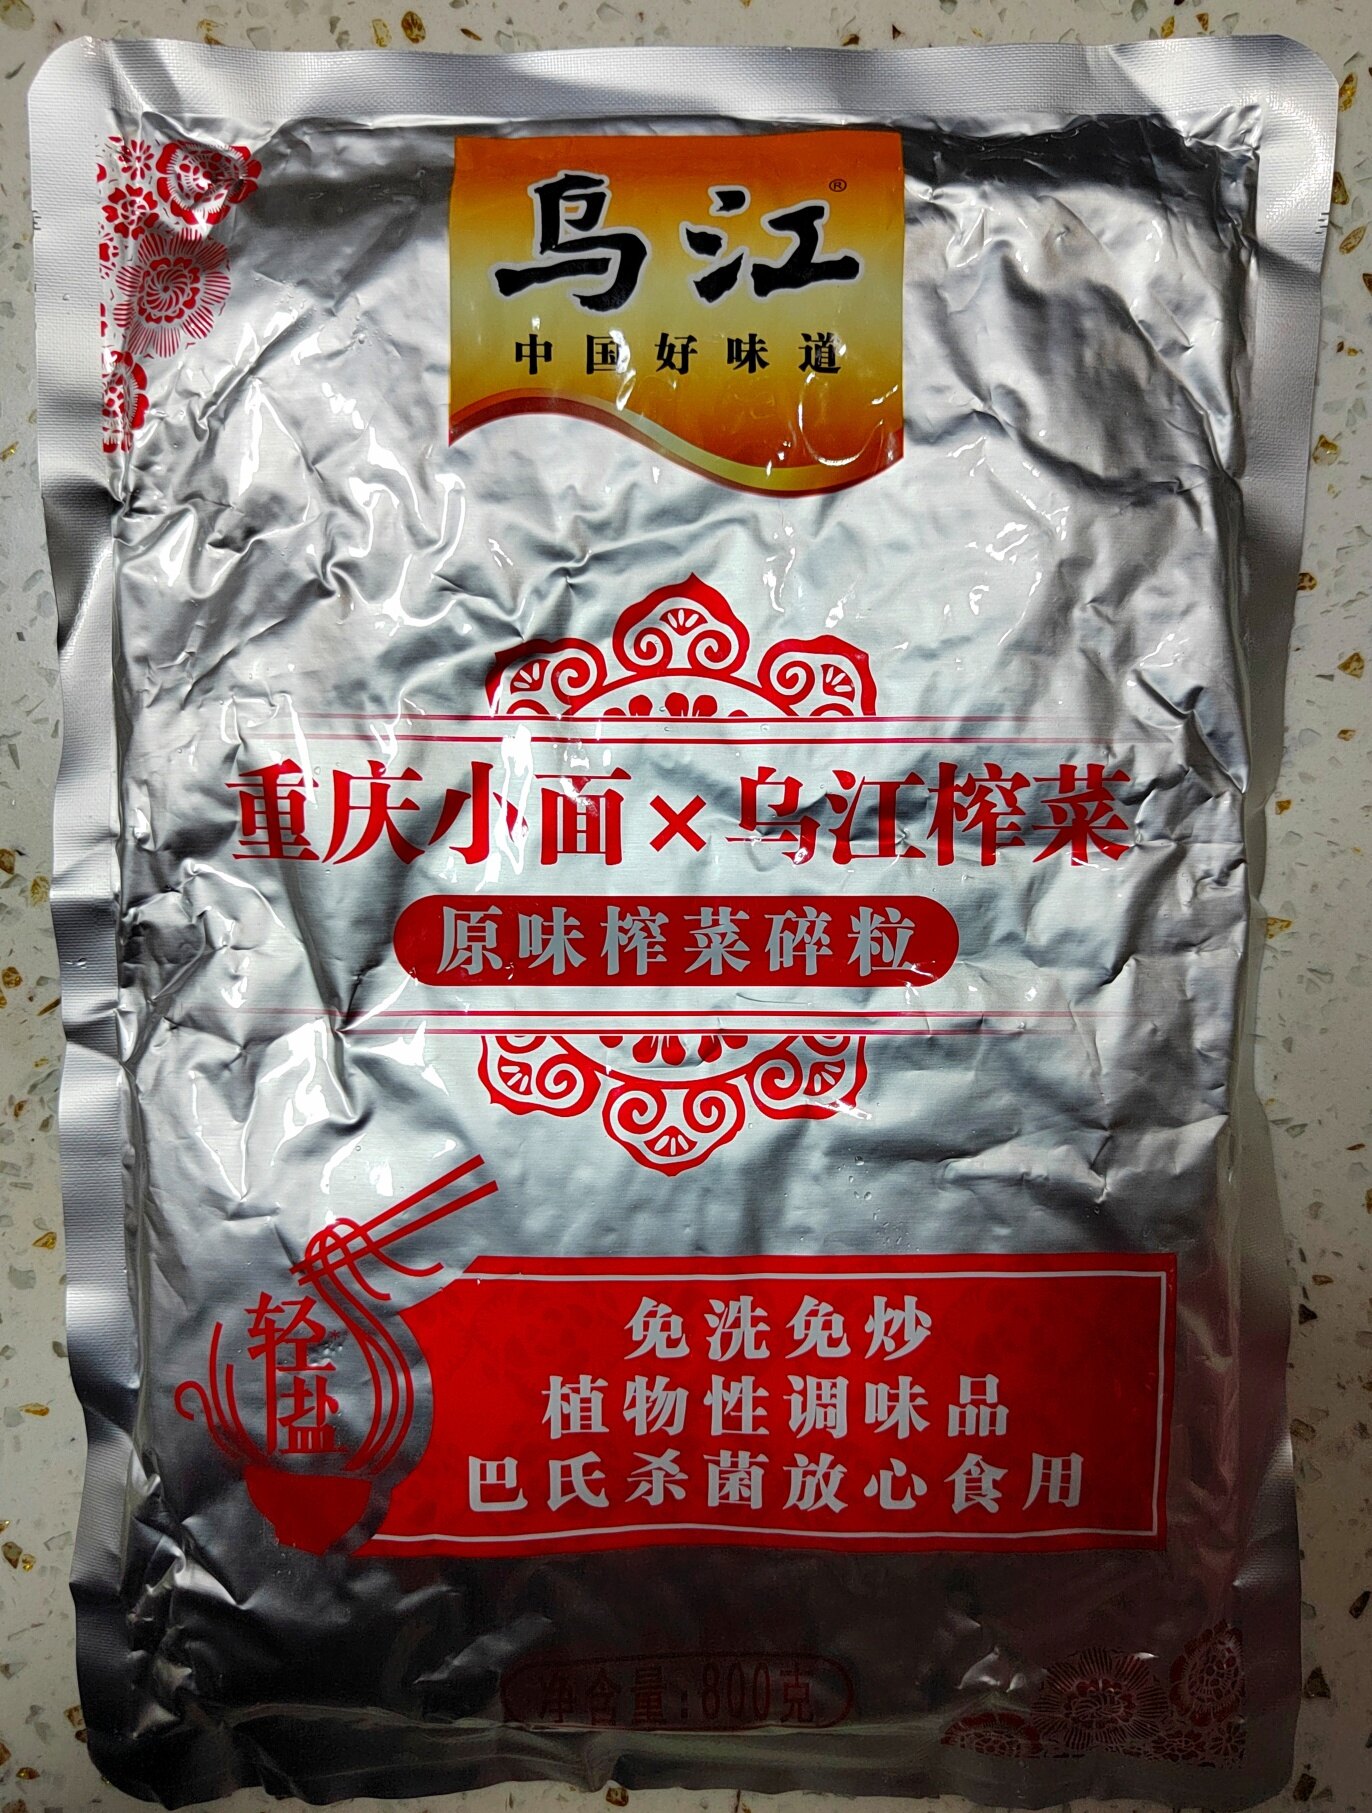 乌江®
中国好味道
重庆小面×乌江榨菜
原味榨菜碎粒
轻盐
免洗免炒
植物性调味品
巴氏杀菌放心食用
净含量:800克